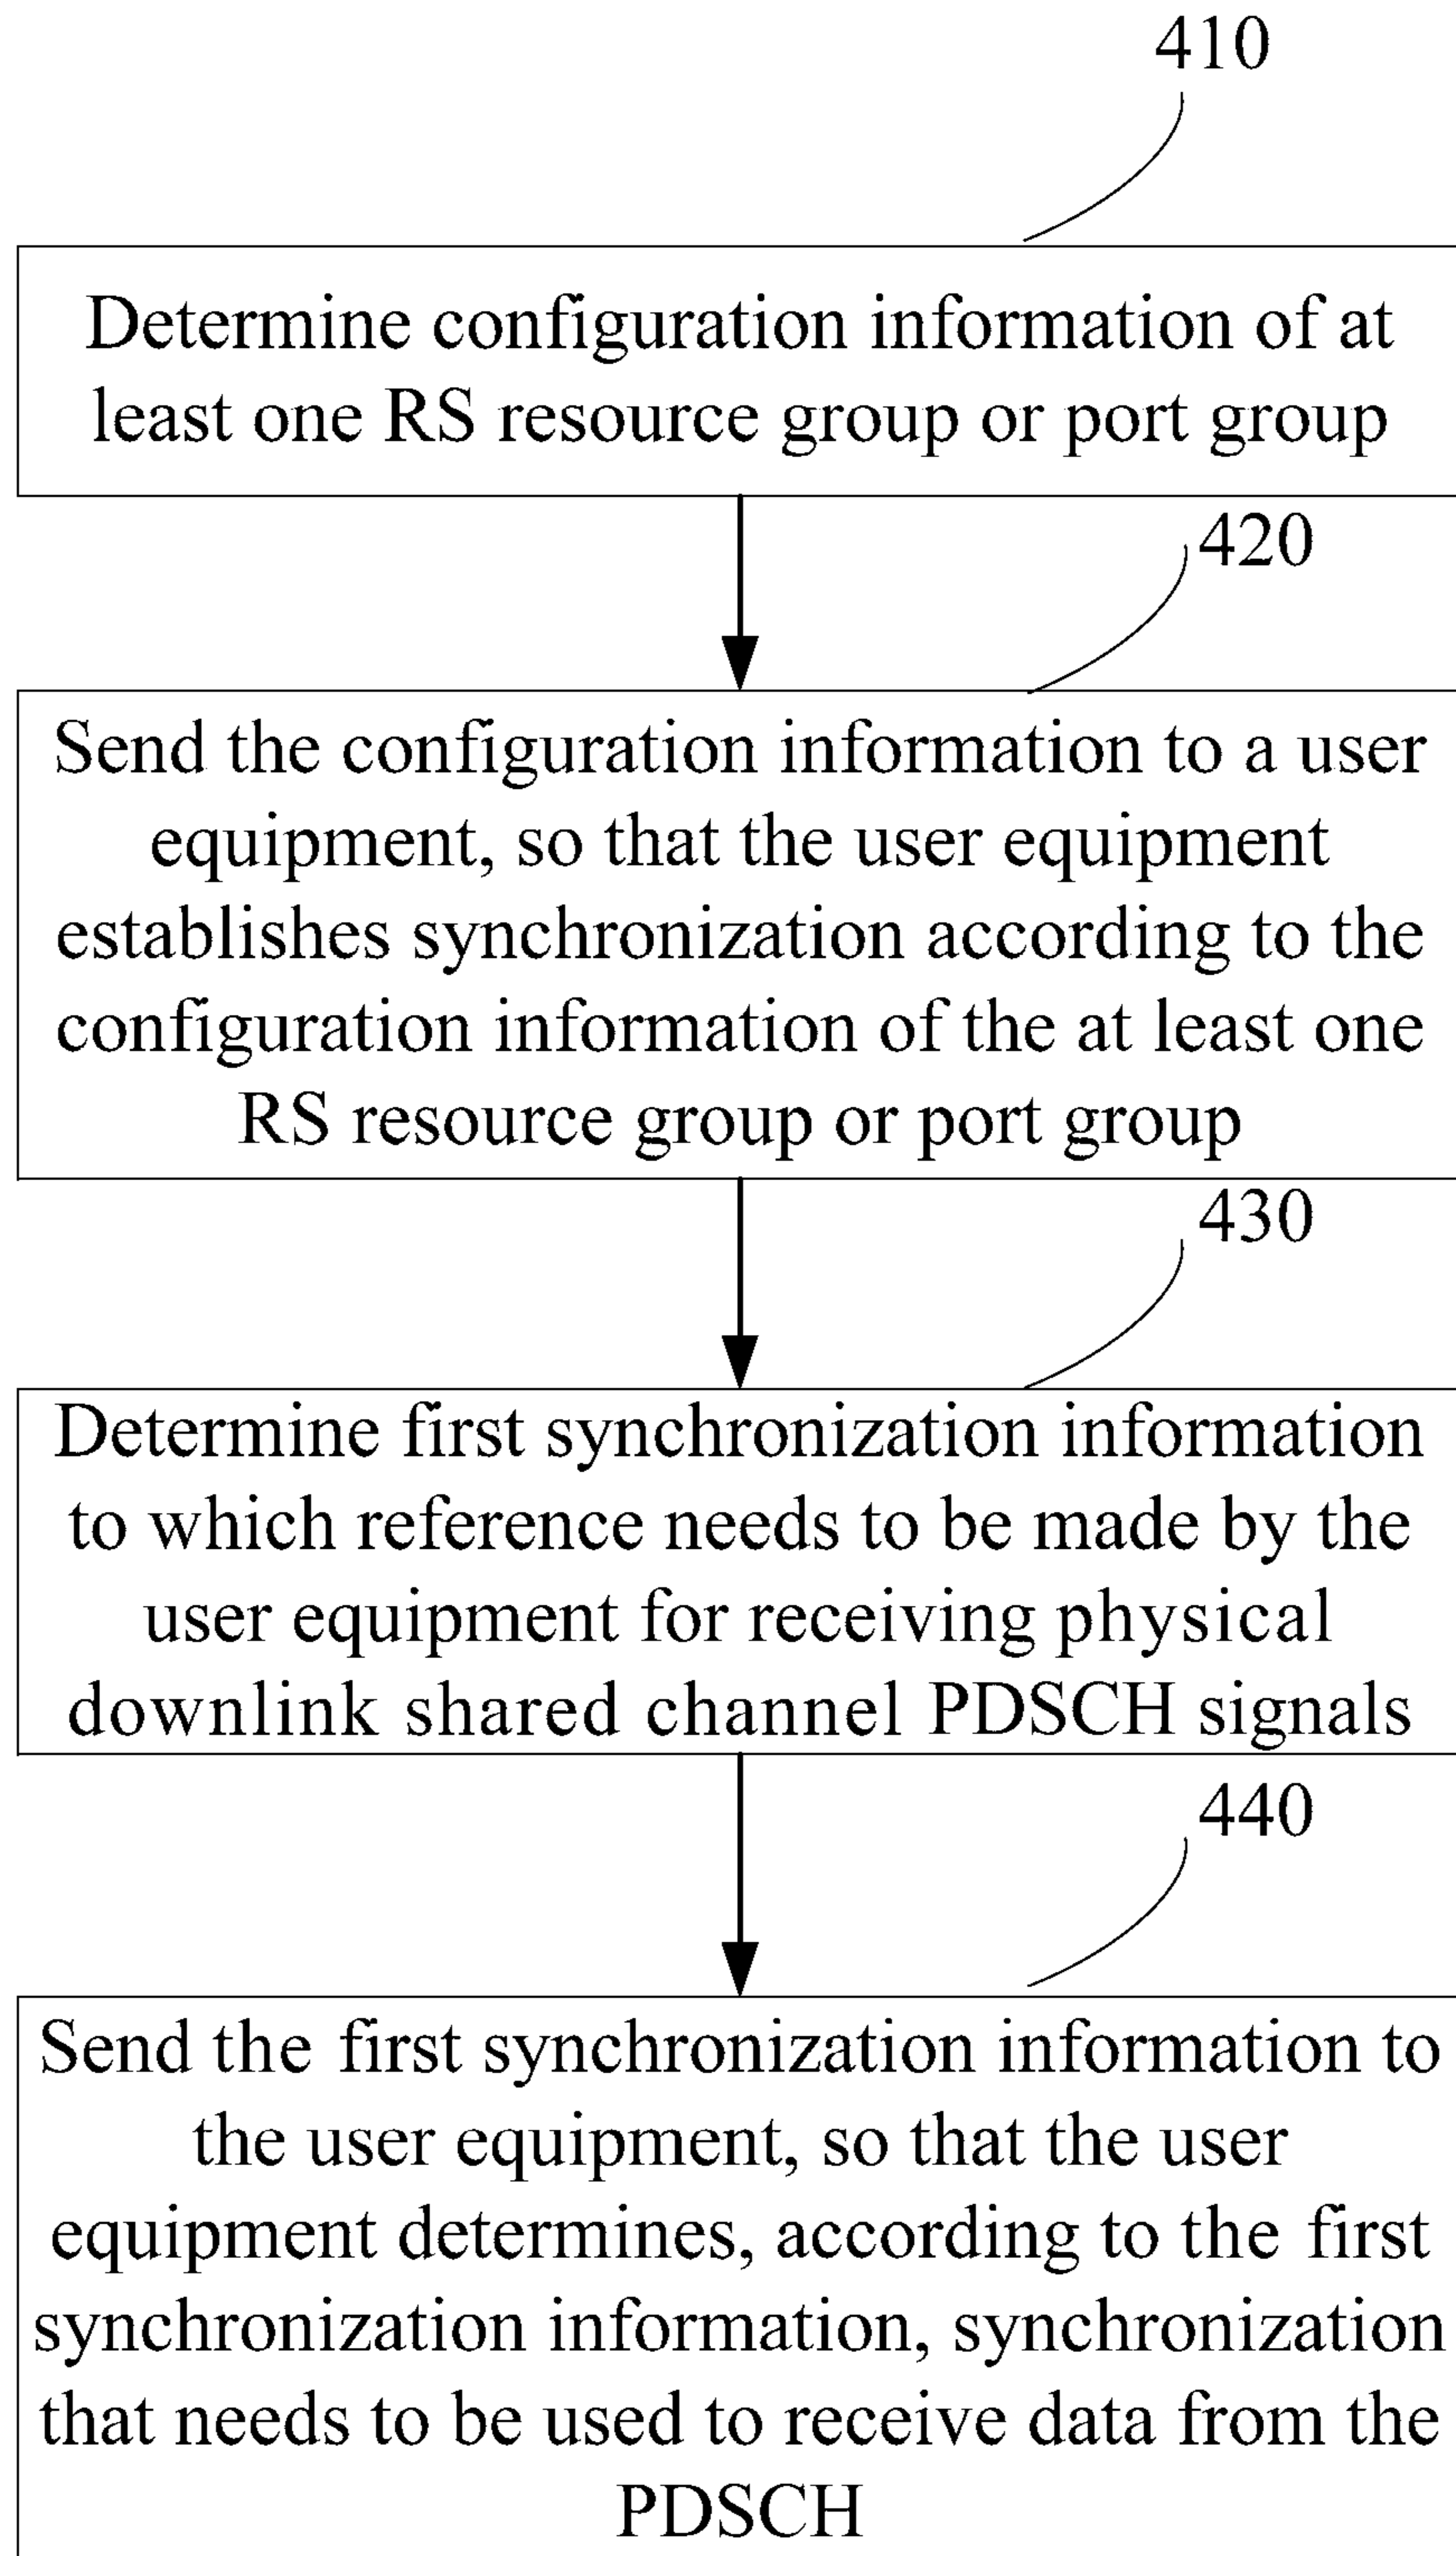 410
Determine configuration information of at
least one RS resource group or port group
420
Send the configuration information to a user
equipment, so that the user equipment
establishes synchronization according to the
configuration information of the at least one
RS resource group or port group
430
Determine first synchronization information
to which reference needs to be made by the
user equipment for receiving physical
downlink shared channel PDSCH signals
440
Send the first synchronization information to
the user equipment, so that the user
equipment determines, according to the first
synchronization information, synchronization
that needs to be used to receive data from the
PDSCH